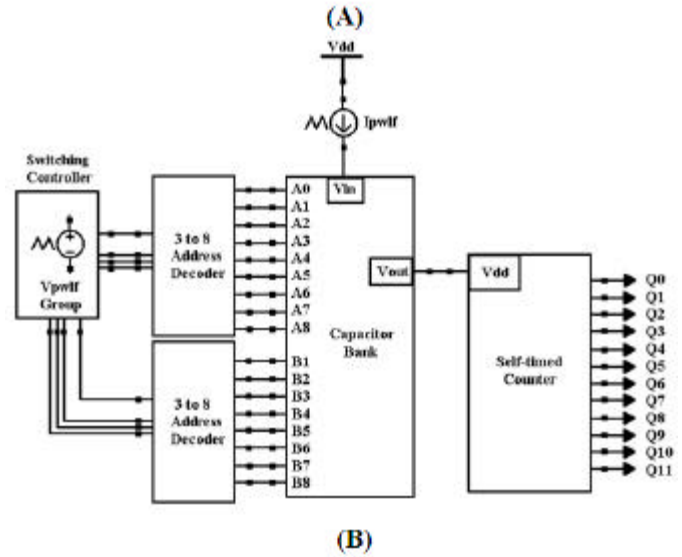 (A)
Vdd
Ipwlf
Switching
Controller
Vpwlf
Group
3 to 8
Address
Decoder
3 to 8
Address
Decoder
A0
A1
A2
A3
A4
A5
A6
A7
A8
B1
B2
B3
B4
B5
B6
B7
B8
Vin
Vout
Capacitor
Bank
Vdd
Self-timed
Counter
Q0
Q1
Q2
Q3
Q4
Q5
Q6
Q7
Q8
Q9
Q10
Q11
(B)